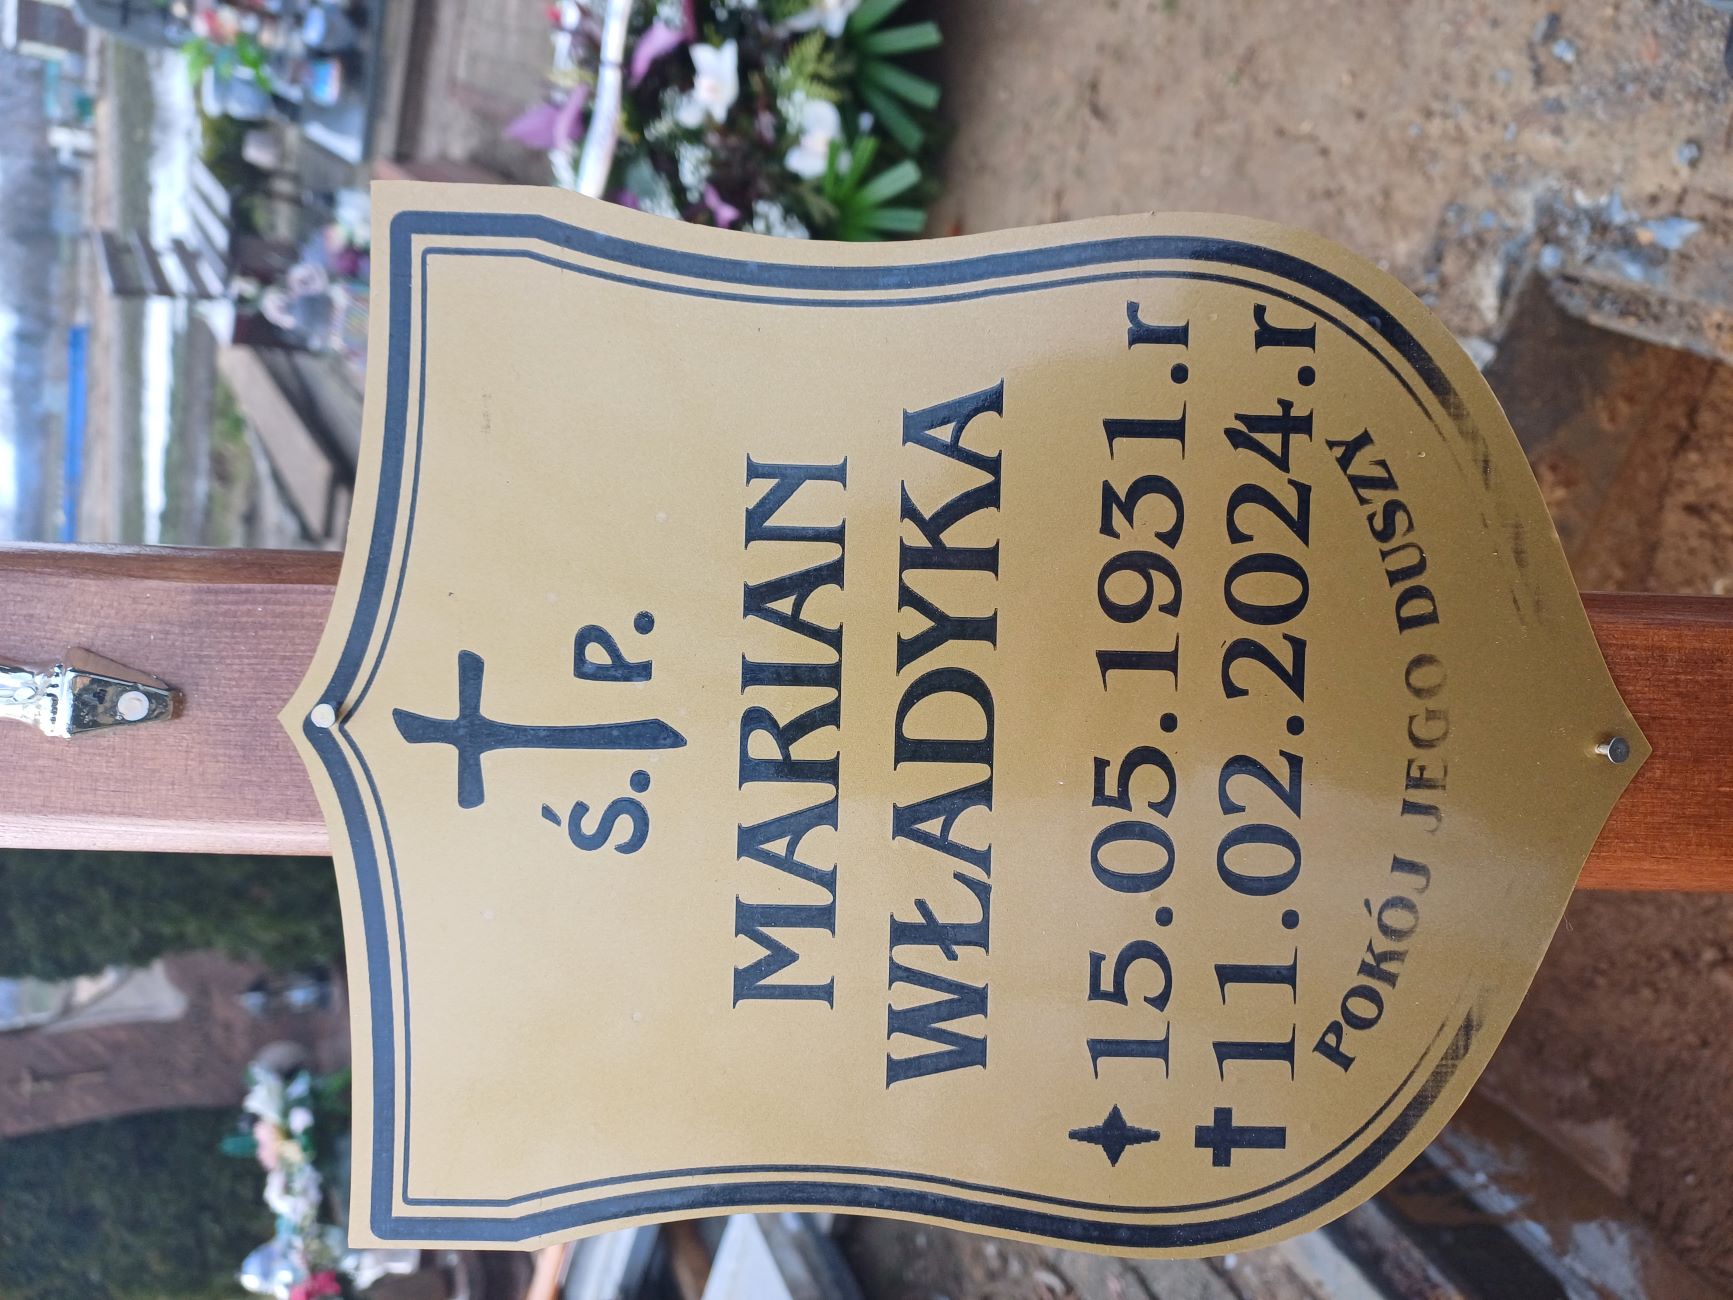 Ś. P.
MARIAN
WŁADYKA
15.05.1931.r
11.02.2024.r
POKÓJ JEGO DUSZY